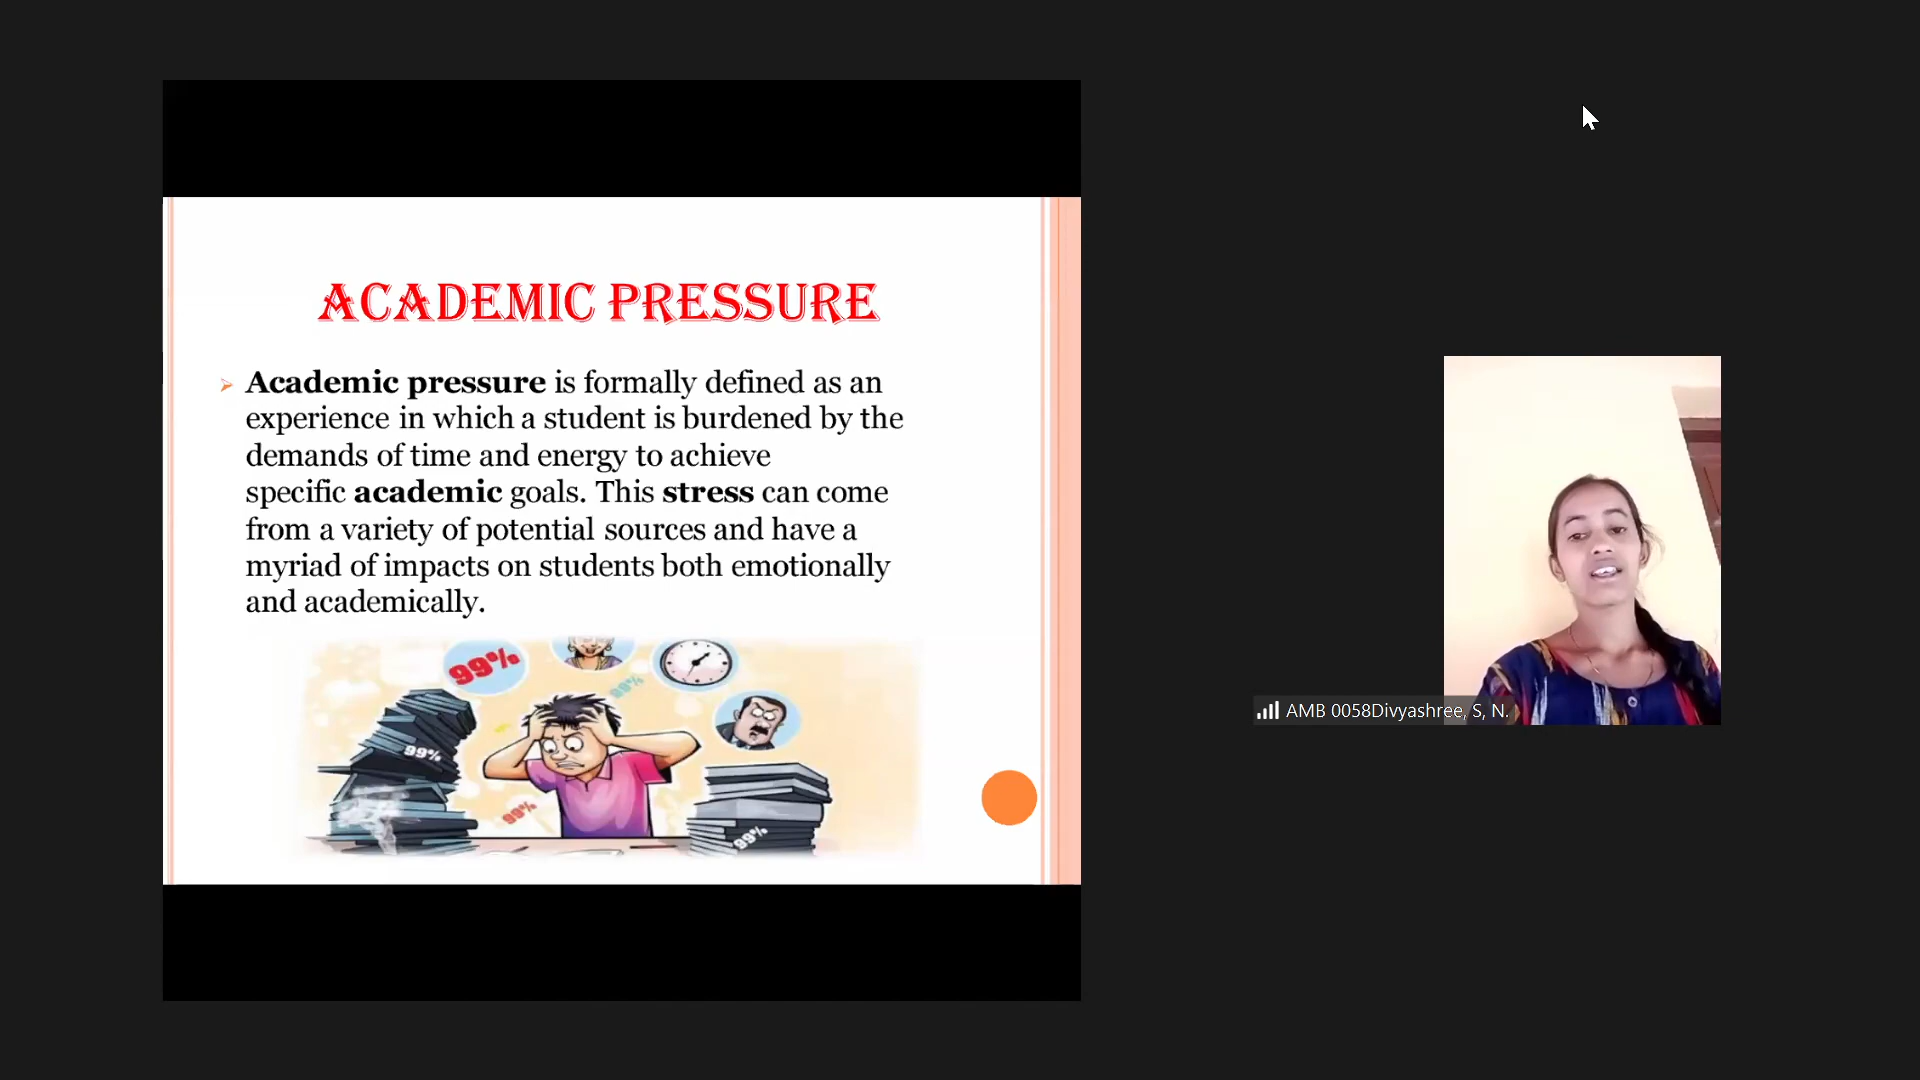 ACADEMIC PRESSURE
Academic pressure is formally defined as an
experience in which a student is burdened by the
demands of time and energy to achieve
specific academic goals. This stress can come
from a variety of potential sources and have a
myriad of impacts on students both emotionally
and academically.
99%
99%
99%
99%
99%
AMB 0058Divyashree, S, N.